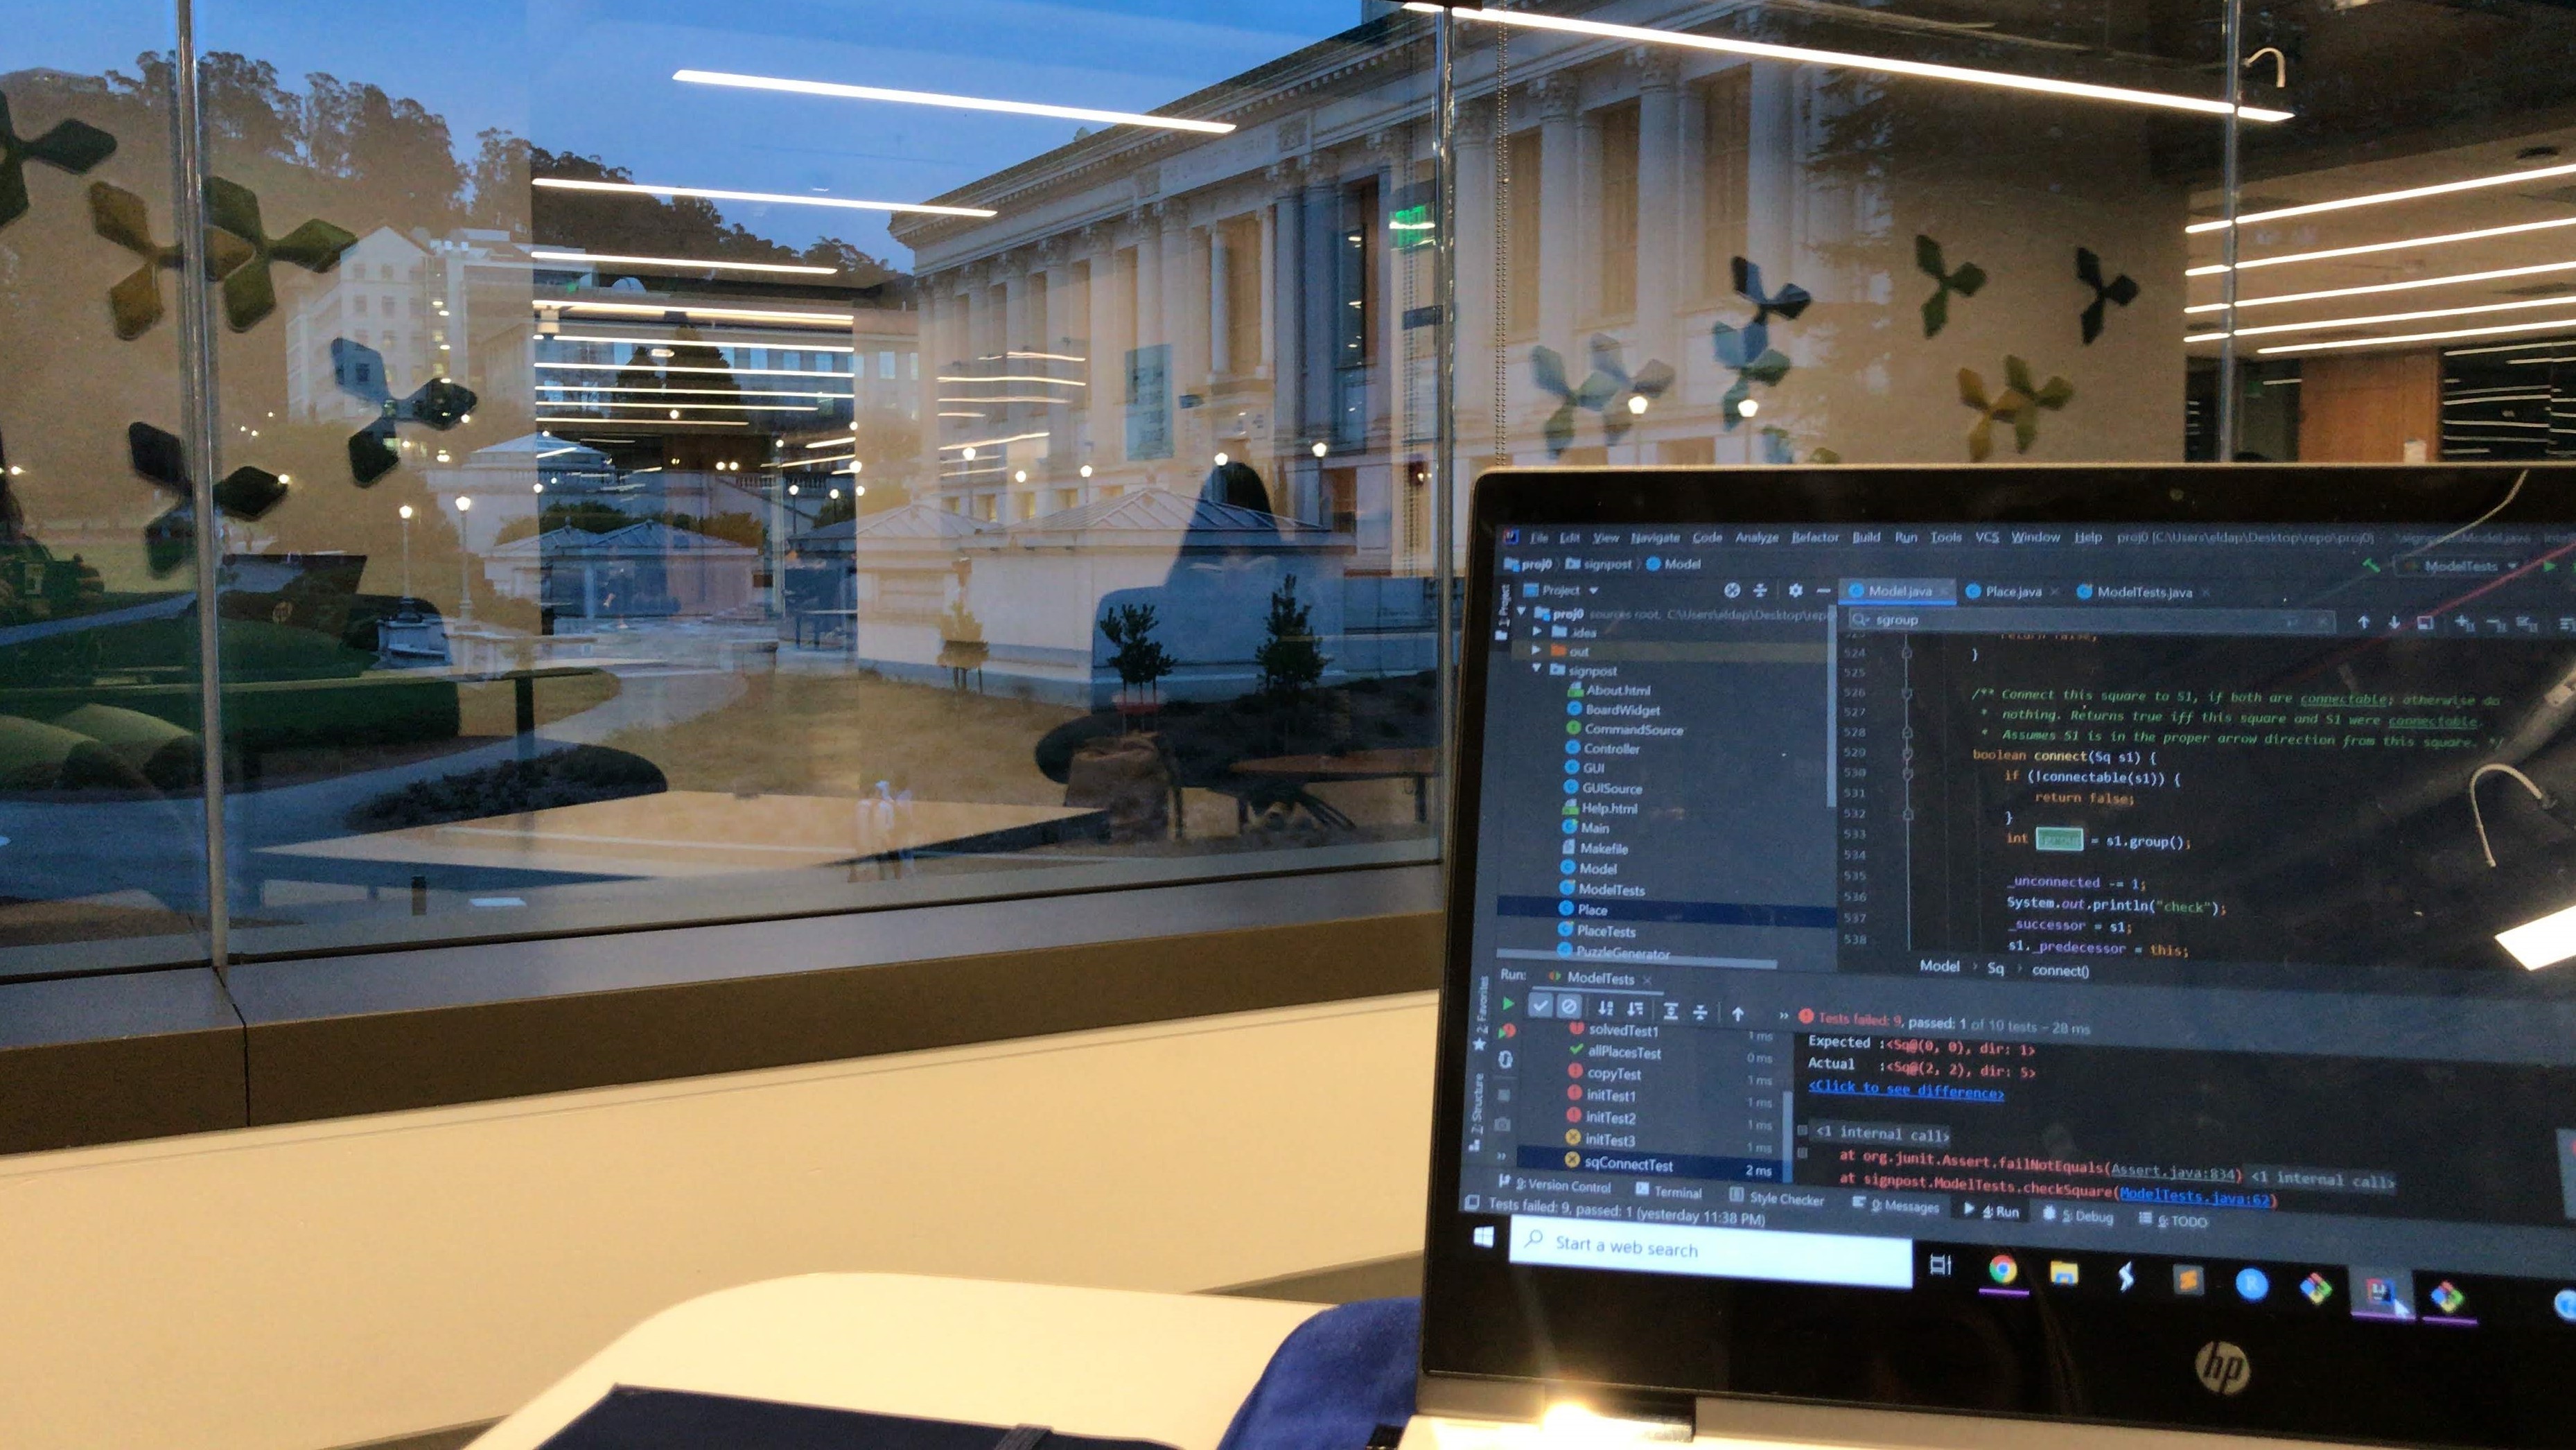 File Edit View Navigate Code Analyze Refactor Build Run Tools VCS Window Help proj0 [C:\Users\eldap\Desktop\repo\proj0]
proj0 signpost Model
ModelTests
1: Project
Project
Model.java Place.java ModelTests.java
proj0 sources root, C:\Users\eldap\Desktop\repo
sgroup
.idea
out
signpost
About.html
BoardWidget
CommandSource
Controller
GUI
GUISource
Help.html
Main
Makefile
Model
ModelTests
Place
PlaceTests
PuzzleGenerator
524 }
525
526 /** Connect this square to S1, if both are connectable; otherwise do
527 * nothing. Returns true iff this square and S1 were connectable.
528 * Assumes S1 is in the proper arrow direction from this square. */
529 boolean connect(Sq s1) {
530 if (!connectable(s1)) {
531 return false;
532 }
533 int = s1.group();
534
535 _unconnected -= 1;
536 System.out.println("check");
537 _successor = s1;
538 s1._predecessor = this;
Model Sq connect()
Run: ModelTests
2: Favorites
7: Structure
Tests failed: 9, passed: 1 of 10 tests – 28 ms
solvedTest1 1 ms
allPlacesTest 0 ms
copyTest 1 ms
initTest1 1 ms
initTest2 1 ms
initTest3 1 ms
sqConnectTest 2 ms
Expected :<Sq@(0, 0), dir: 1>
Actual :<Sq@(2, 2), dir: 5>
<Click to see difference>
<1 internal call>
at org.junit.Assert.failNotEquals(Assert.java:834) <1 internal call>
at signpost.ModelTests.checkSquare(ModelTests.java:62)
9: Version Control Terminal Style Checker 0: Messages 4: Run 5: Debug 6: TODO
Tests failed: 9, passed: 1 (yesterday 11:38 PM)
Start a web search
hp